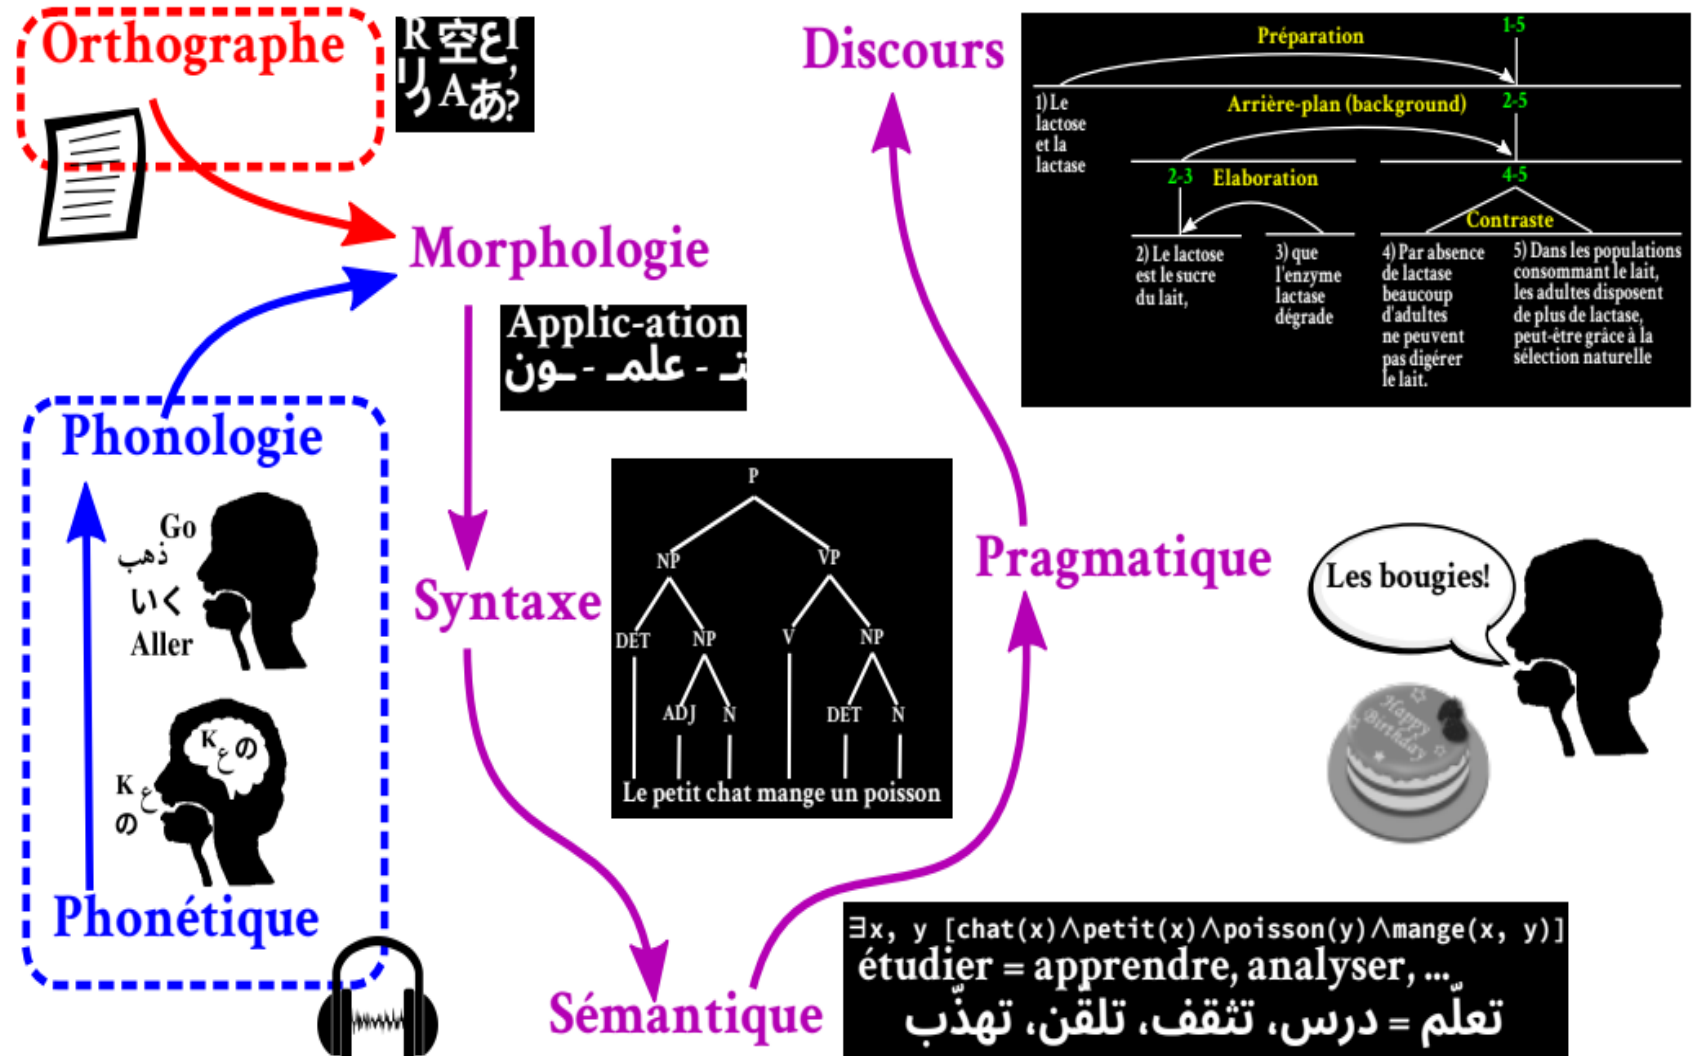 Orthographe
R 空 ع I
リ , 
う A あ ?
Morphologie
Applic-ation
تـ - علمـ - ـون
Phonologie
Go
ذهب
いく
Aller
K ع の
K ع
の
Phonétique
Syntaxe
P
NP VP
DET NP V NP
ADJ N DET N
Le petit chat mange un poisson
Sémantique
∃x, y [chat(x)∧petit(x)∧poisson(y)∧mange(x, y)]
étudier = apprendre, analyser, ...
تعلّم = درس، تثقف، تلقّن، تهذّب
Pragmatique
Les bougies!
Happy
Birthday
Discours
1-5
Préparation
1) Le
lactose
et la
lactase
Arrière-plan (background)
2-5
2-3
Elaboration
4-5
Contraste
2) Le lactose
est le sucre
du lait,
3) que
l'enzyme
lactase
dégrade
4) Par absence
de lactase
beaucoup
d'adultes
ne peuvent
pas digérer
le lait.
5) Dans les populations
consommant le lait,
les adultes disposent
de plus de lactase,
peut-être grâce à la
sélection naturelle